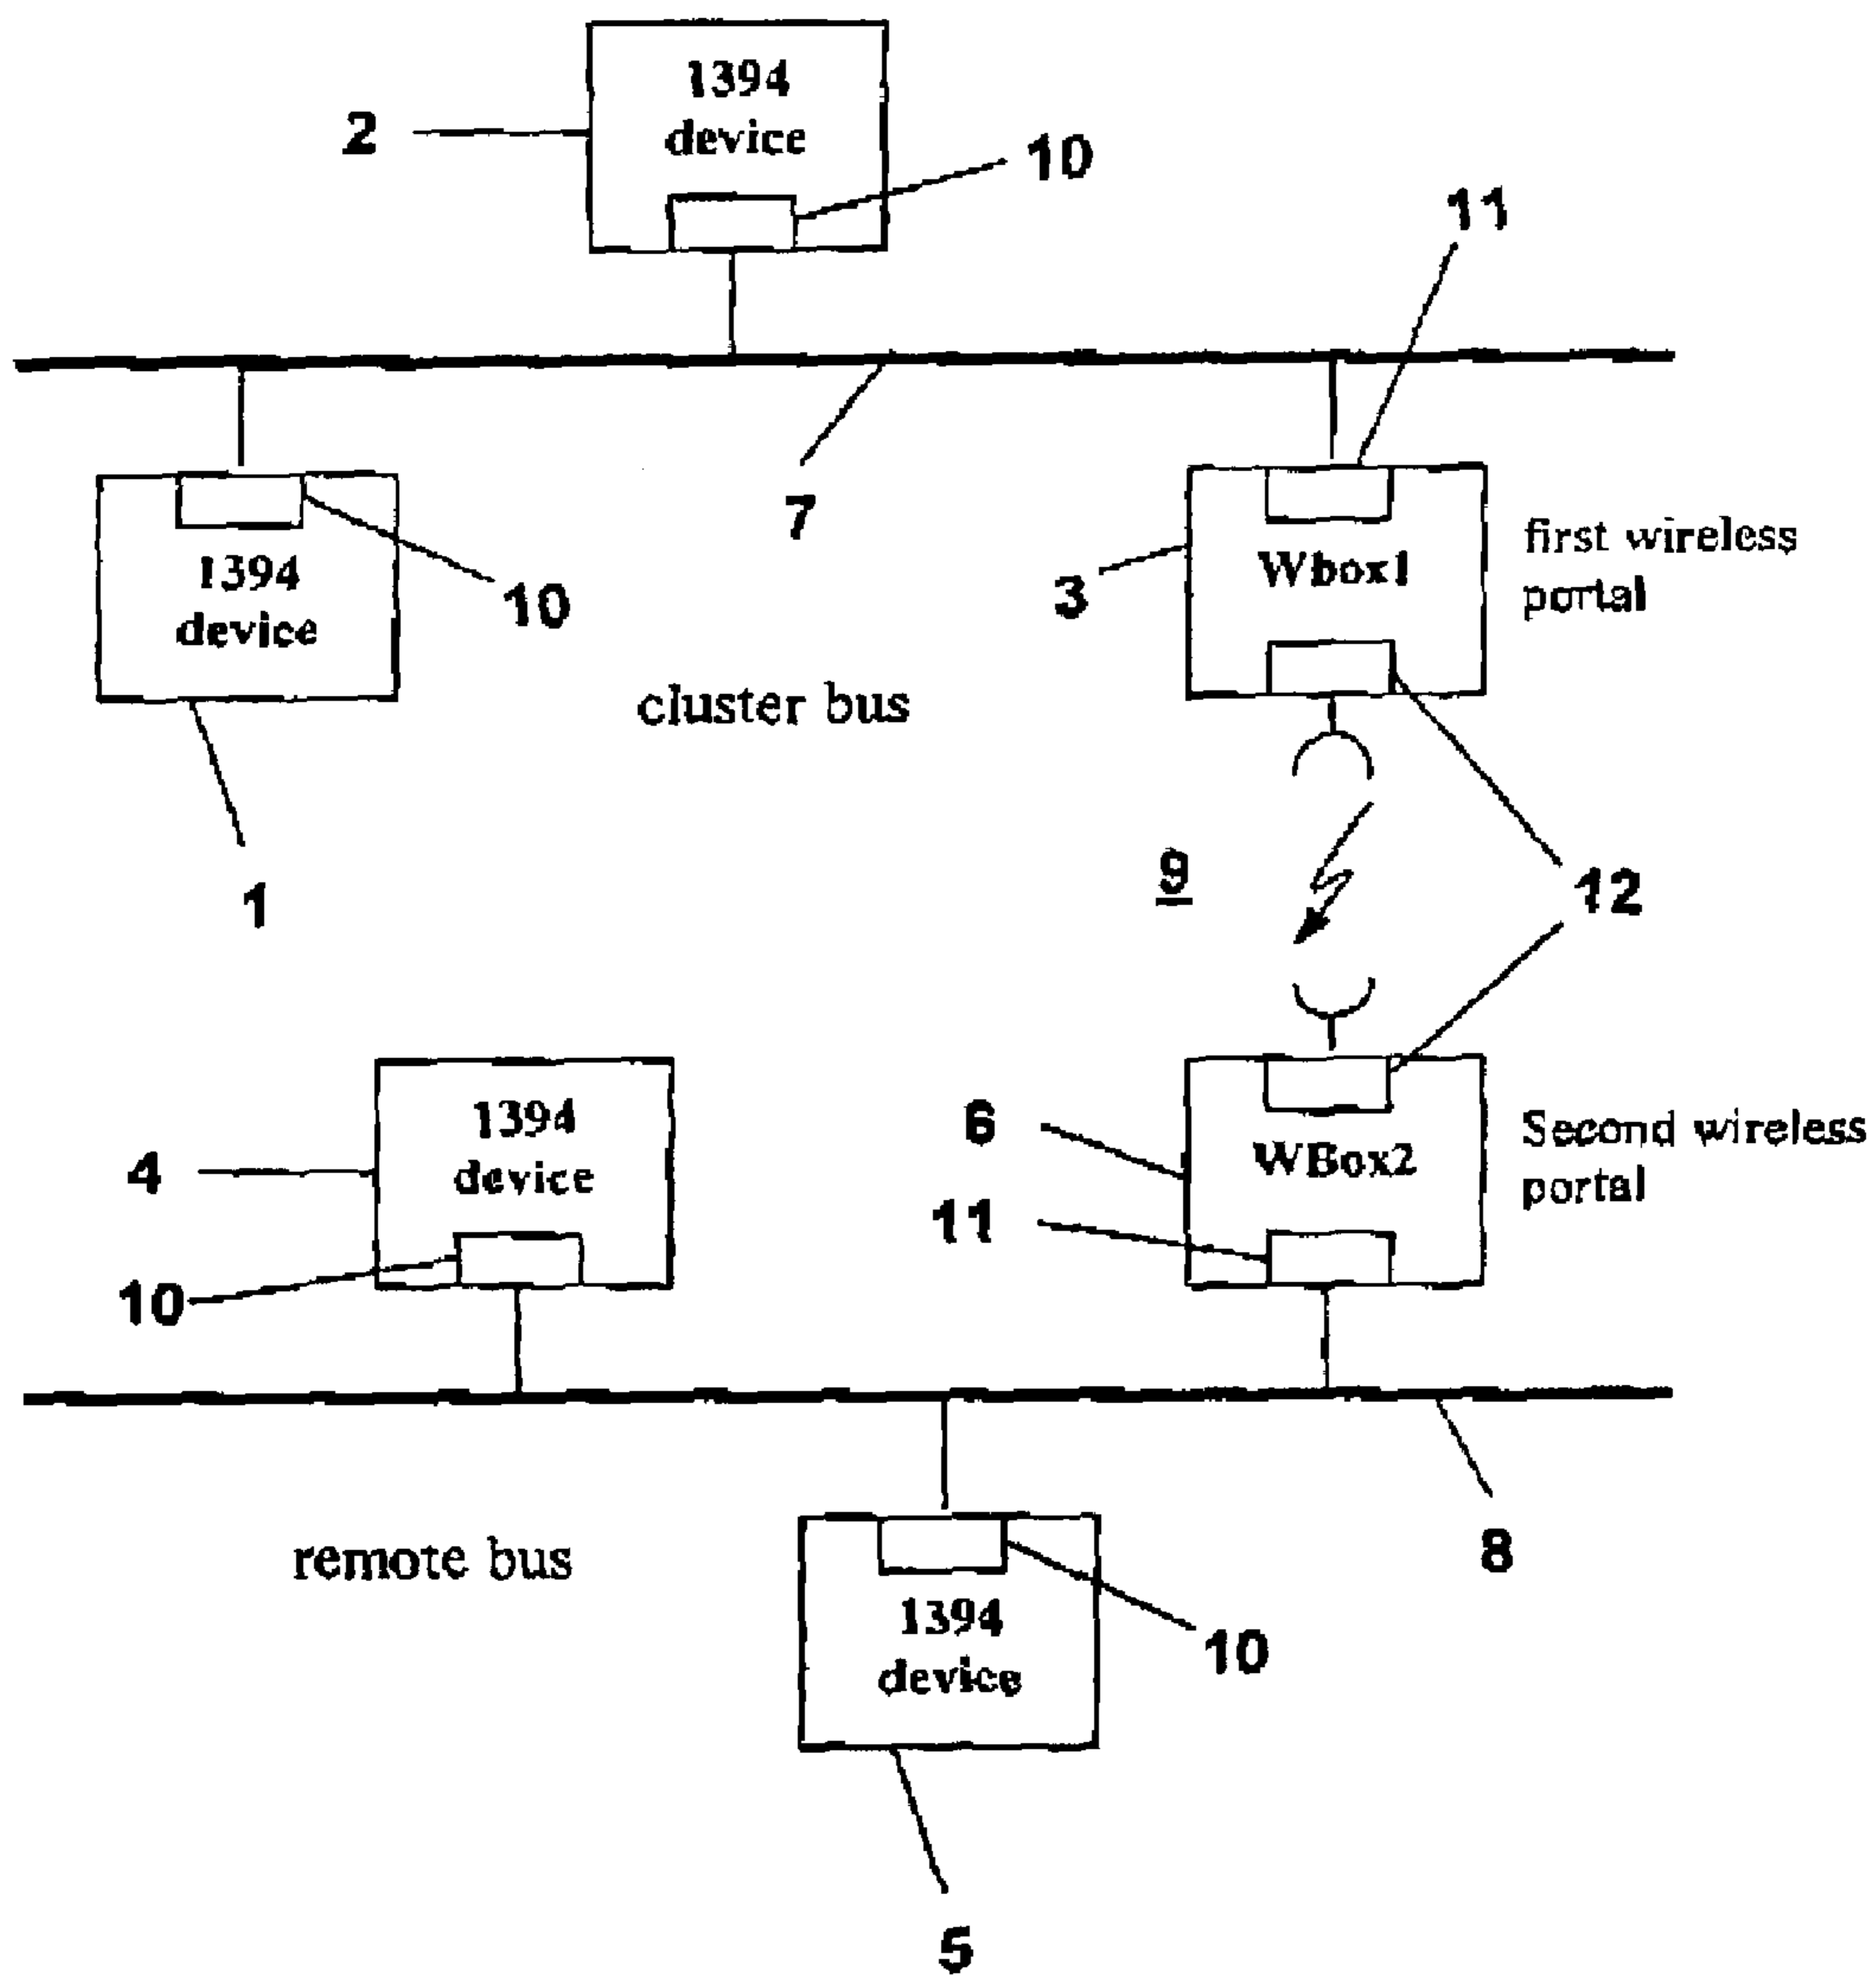 1394
device
2
10
11
7
1394
device
10
1
cluster bus
3
Wbox1
first wireless
portal
9
12
1394
device
4
10
6
11
WBox2
Second wireless
portal
remote bus
8
1394
device
10
5